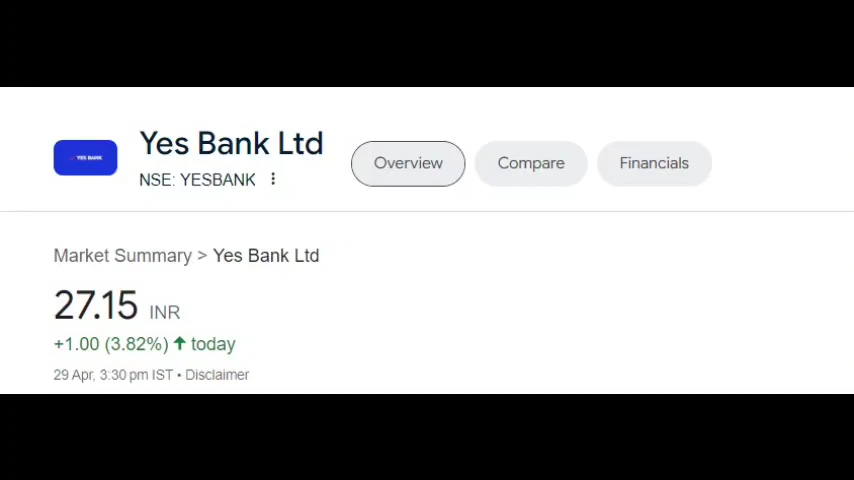 Yes Bank Ltd
NSE: YESBANK
Overview
Compare
Financials
YES BANK
Market Summary > Yes Bank Ltd
27.15 INR
+1.00 (3.82%) ↑ today
29 Apr, 3:30 pm IST • Disclaimer